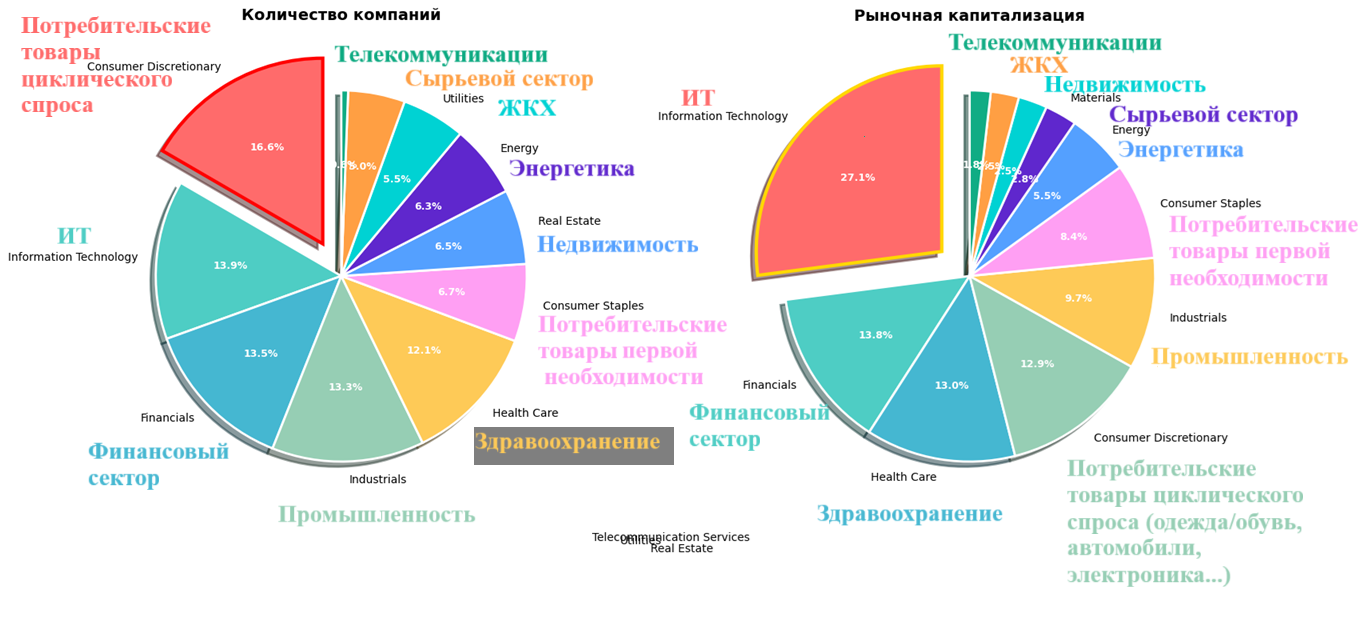 Количество компаний
Потребительские
товары
циклического
спроса
Consumer Discretionary
Телекоммуникации
Сырьевой сектор
Utilities
ЖКХ
Energy
Энергетика
Real Estate
Недвижимость
Consumer Staples
Потребительские
товары первой
необходимости
Health Care
Здравоохранение
Industrials
Промышленность
Financials
Финансовый
сектор
ИТ
Information Technology
16.6%
5.5%
6.3%
6.5%
6.7%
12.1%
13.3%
13.5%
13.9%
Рыночная капитализация
Телекоммуникации
ЖКХ
Недвижимость
Materials
Сырьевой сектор
Energy
Энергетика
Consumer Staples
Потребительские
товары первой
необходимости
Industrials
Промышленность
Consumer Discretionary
Потребительские
товары циклического
спроса (одежда/обувь,
автомобили,
электроника...)
Health Care
Здравоохранение
Financials
Финансовый
сектор
ИТ
Information Technology
27.1%
5.5%
8.4%
9.7%
12.9%
13.0%
13.8%
Telecommunication Services
Utilities
Real Estate